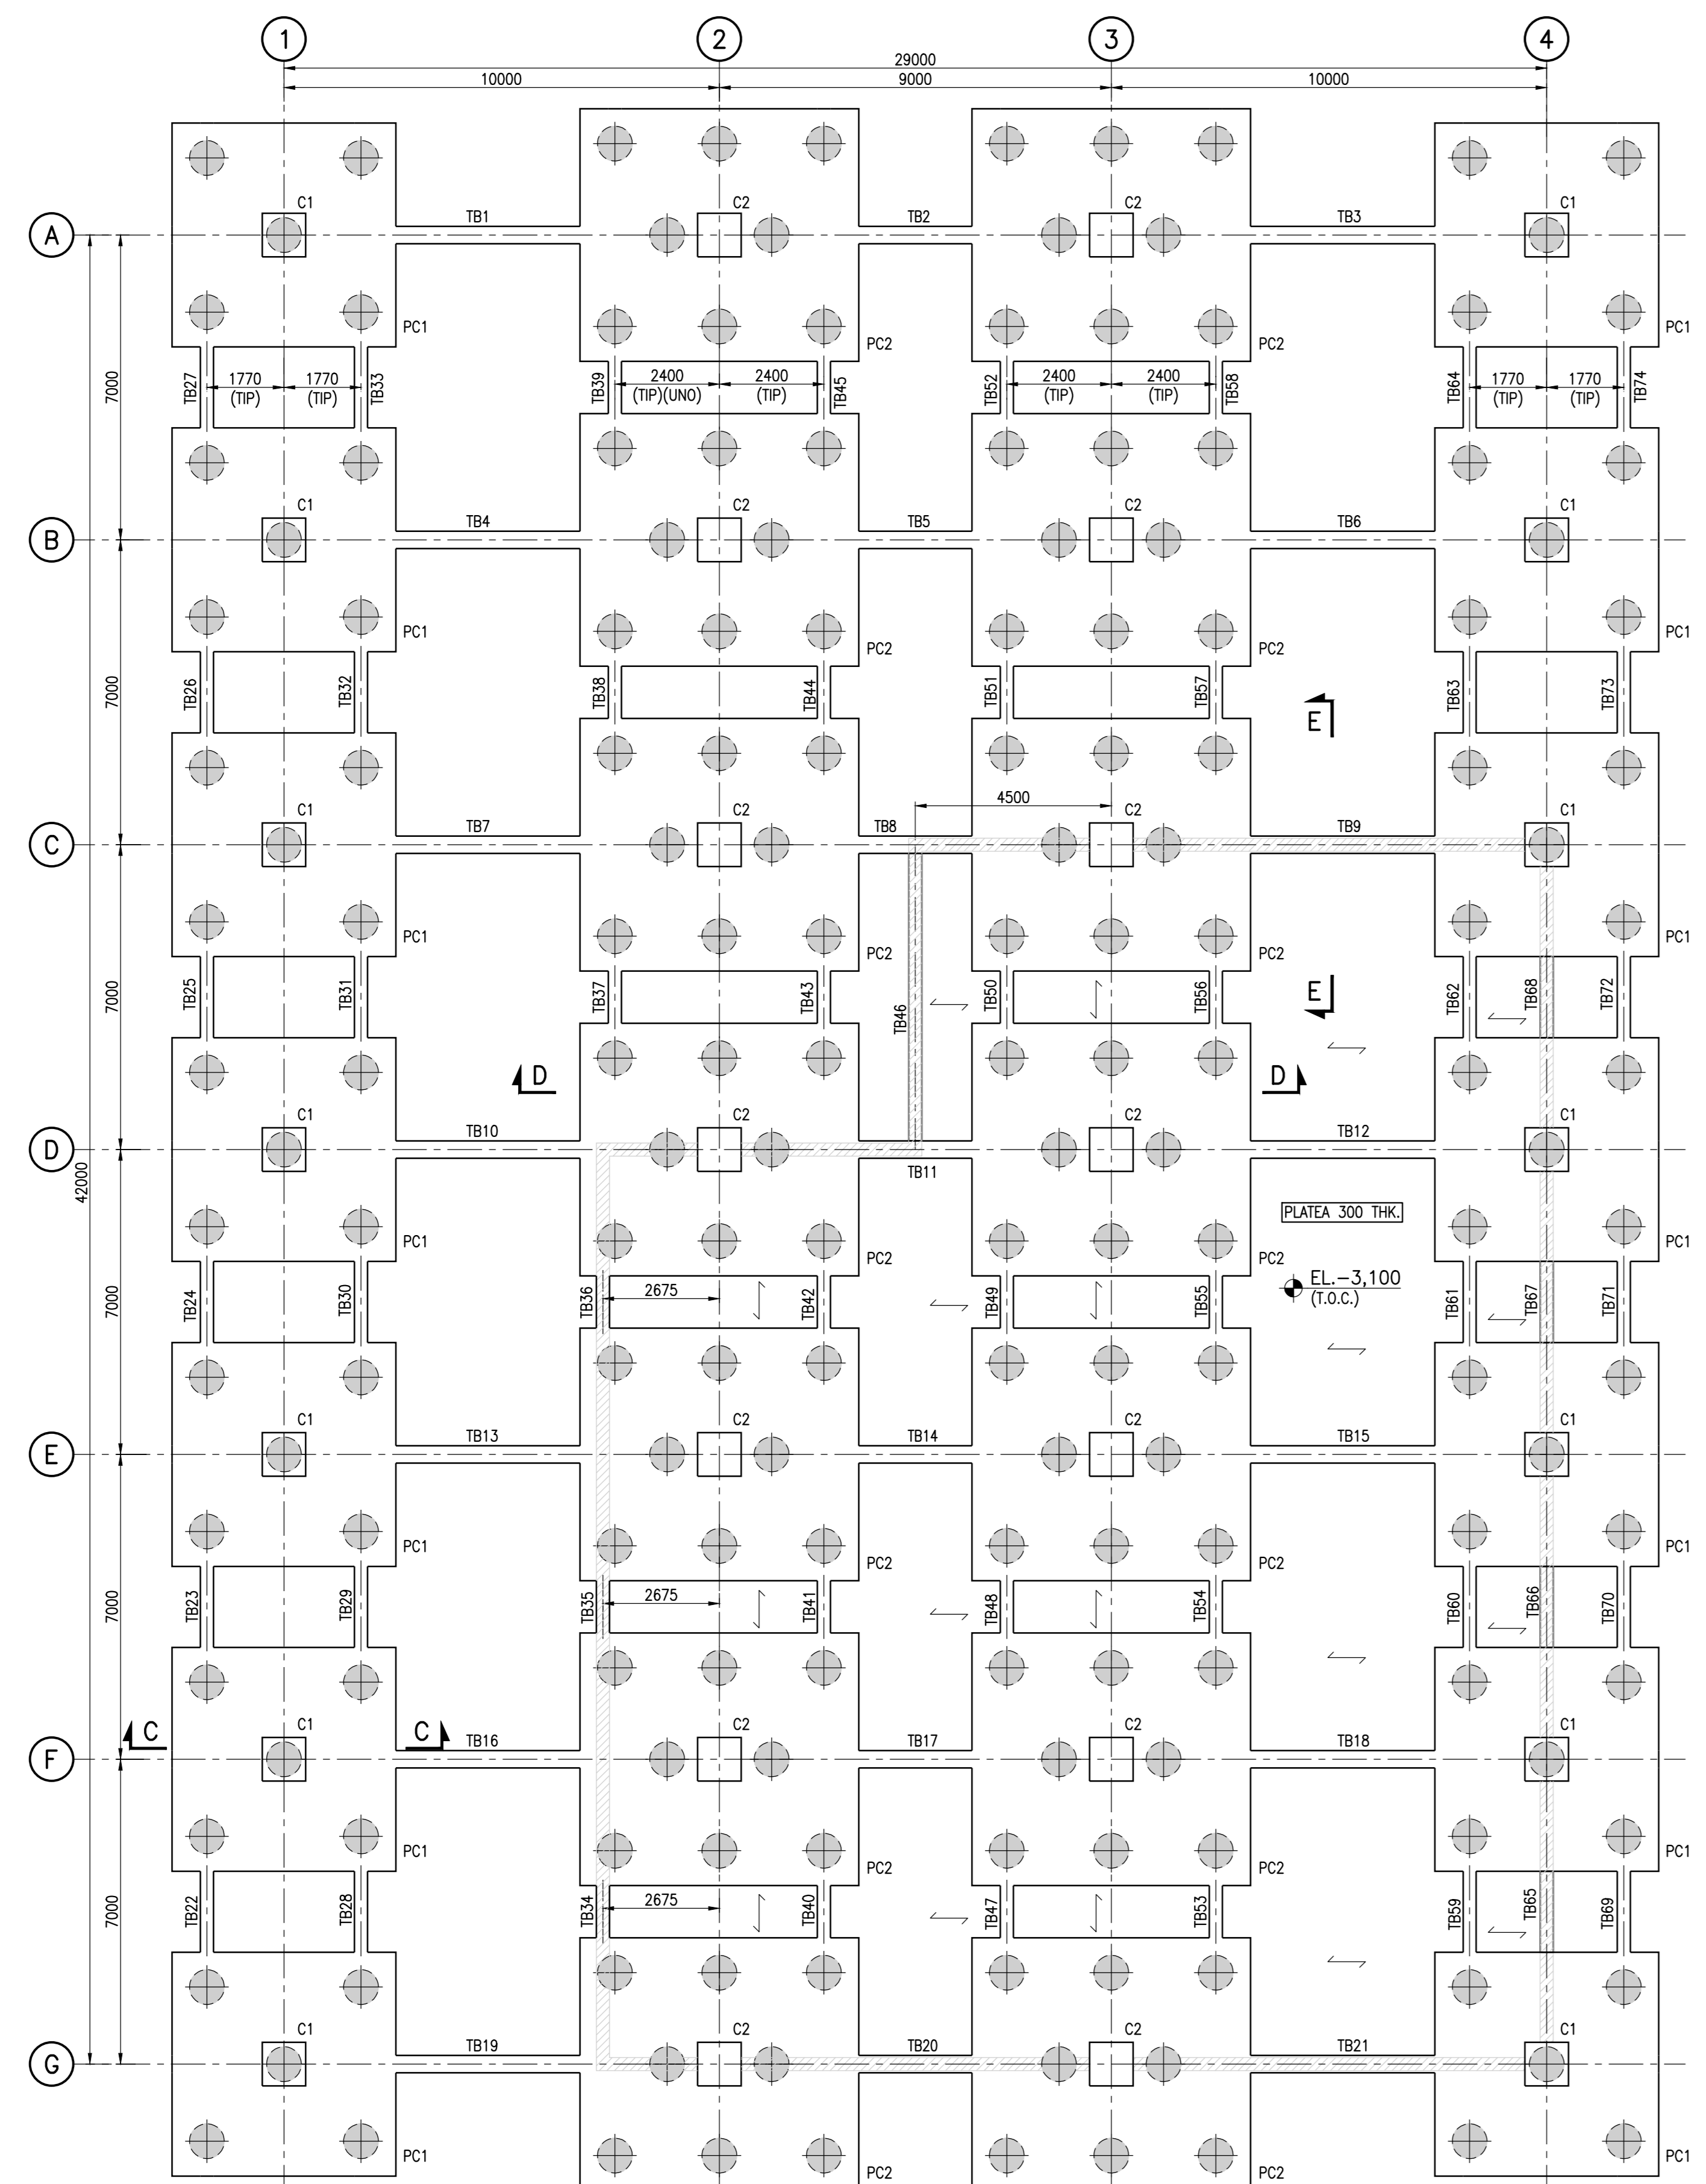 1 2 3 4
29000
10000 9000 10000
C1 C2 C2 C1
TB1 TB2 TB3
A
PC1 PC2 PC2 PC1
7000
TB27 1770 1770 TB33 TB39 2400 2400 TB45 TB52 2400 2400 TB58 TB64 1770 1770 TB74
(TIP) (TIP) (TIP)(UNO) (TIP) (TIP) (TIP) (TIP) (TIP)
C1 C2 C2 C1
TB4 TB5 TB6
B
PC1 PC2 PC2 PC1
7000
TB26 TB32 TB38 TB44 TB51 TB57 TB63 TB73
E
4500
C1 C2 C2 C1
TB7 TB8 TB9
C
PC1 PC2 PC2 PC1
7000
TB25 TB31 TB37 TB43 TB46 TB50 TB56 E TB62 TB68 TB72
D D
C1 C2 C2 C1
TB10 TB12
D
42000
TB11
PLATEA 300 THK.
PC1 PC2 PC2 PC1
EL.-3,100
(T.O.C.)
7000
TB24 TB30 TB36 2675 TB42 TB49 TB55 TB61 TB67 TB71
C1 C2 C2 C1
TB13 TB14 TB15
E
PC1 PC2 PC2 PC1
7000
TB23 TB29 TB35 2675 TB41 TB48 TB54 TB60 TB66 TB70
C1 C2 C2 C1
C C
TB16 TB17 TB18
F
PC1 PC2 PC2 PC1
7000
TB22 TB28 TB34 2675 TB40 TB47 TB53 TB59 TB65 TB69
C1 C2 C2 C1
TB19 TB20 TB21
G
PC1 PC2 PC2 PC1